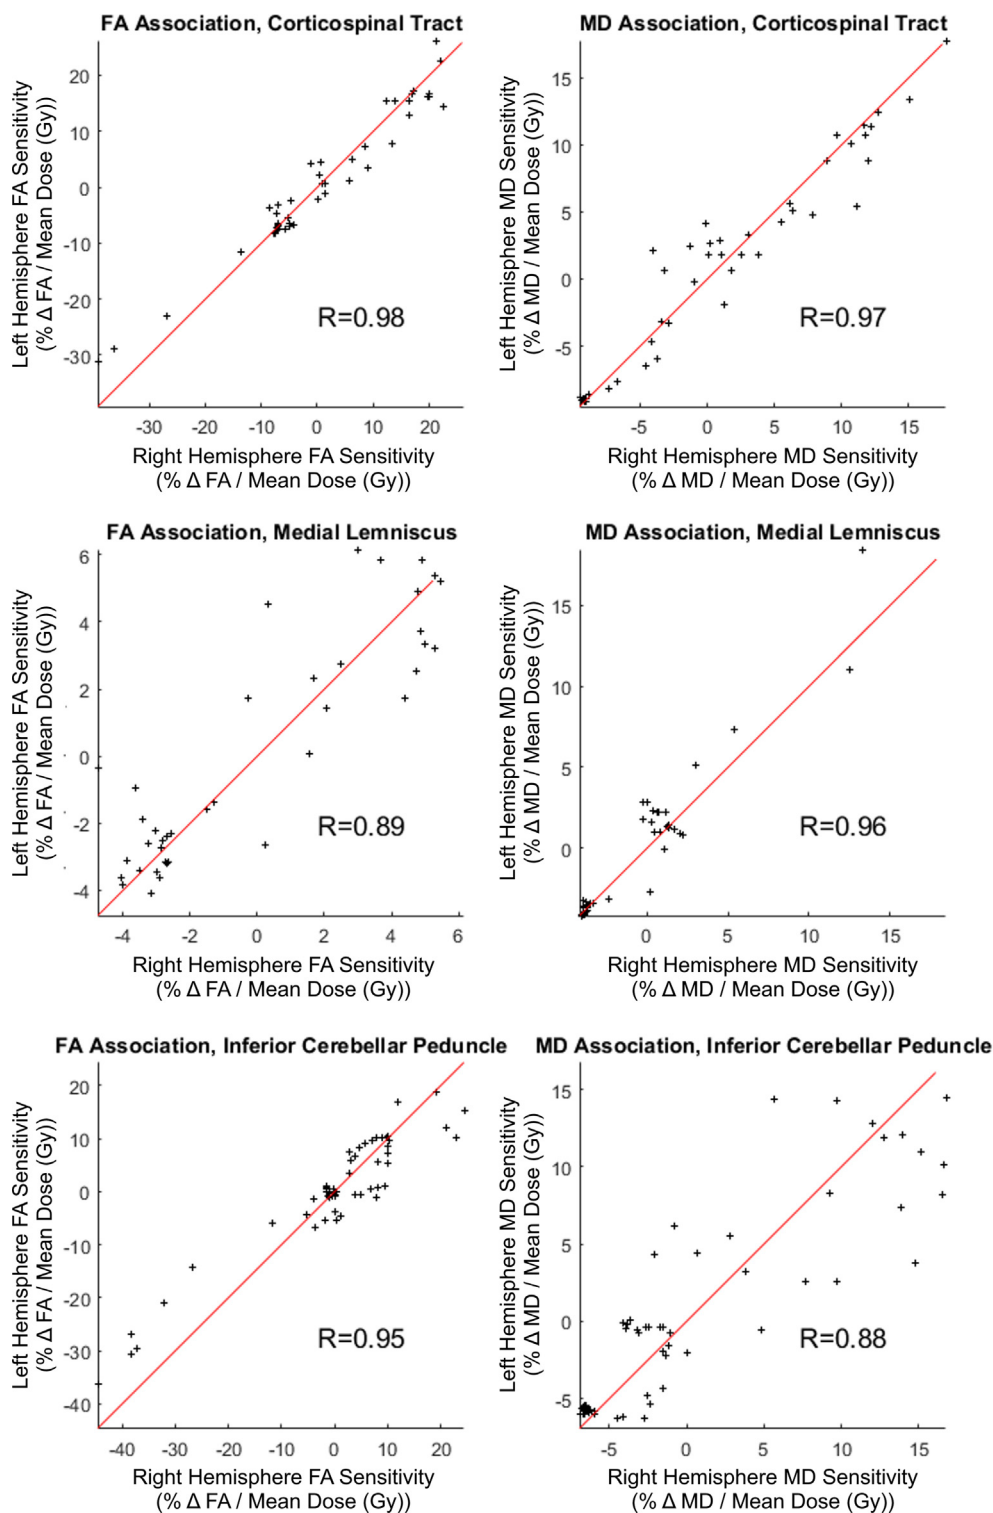 FA Association, Corticospinal Tract
Left Hemisphere FA Sensitivity
(% Δ FA / Mean Dose (Gy))
20
10
0
-10
-20
-30
R=0.98
-30 -20 -10 0 10 20
Right Hemisphere FA Sensitivity
(% Δ FA / Mean Dose (Gy))
MD Association, Corticospinal Tract
Left Hemisphere MD Sensitivity
(% Δ MD / Mean Dose (Gy))
15
10
5
0
-5
R=0.97
-5 0 5 10 15
Right Hemisphere MD Sensitivity
(% Δ MD / Mean Dose (Gy))
FA Association, Medial Lemniscus
Left Hemisphere FA Sensitivity
(% Δ FA / Mean Dose (Gy))
6
4
2
0
-2
-4
R=0.89
-4 -2 0 2 4 6
Right Hemisphere FA Sensitivity
(% Δ FA / Mean Dose (Gy))
MD Association, Medial Lemniscus
Left Hemisphere MD Sensitivity
(% Δ MD / Mean Dose (Gy))
15
10
5
0
R=0.96
0 5 10 15
Right Hemisphere MD Sensitivity
(% Δ MD / Mean Dose (Gy))
FA Association, Inferior Cerebellar Peduncle
Left Hemisphere FA Sensitivity
(% Δ FA / Mean Dose (Gy))
20
10
0
-10
-20
-30
-40
R=0.95
-40 -30 -20 -10 0 10 20
Right Hemisphere FA Sensitivity
(% Δ FA / Mean Dose (Gy))
MD Association, Inferior Cerebellar Peduncle
Left Hemisphere MD Sensitivity
(% Δ MD / Mean Dose (Gy))
15
10
5
0
-5
R=0.88
-5 0 5 10 15
Right Hemisphere MD Sensitivity
(% Δ MD / Mean Dose (Gy))